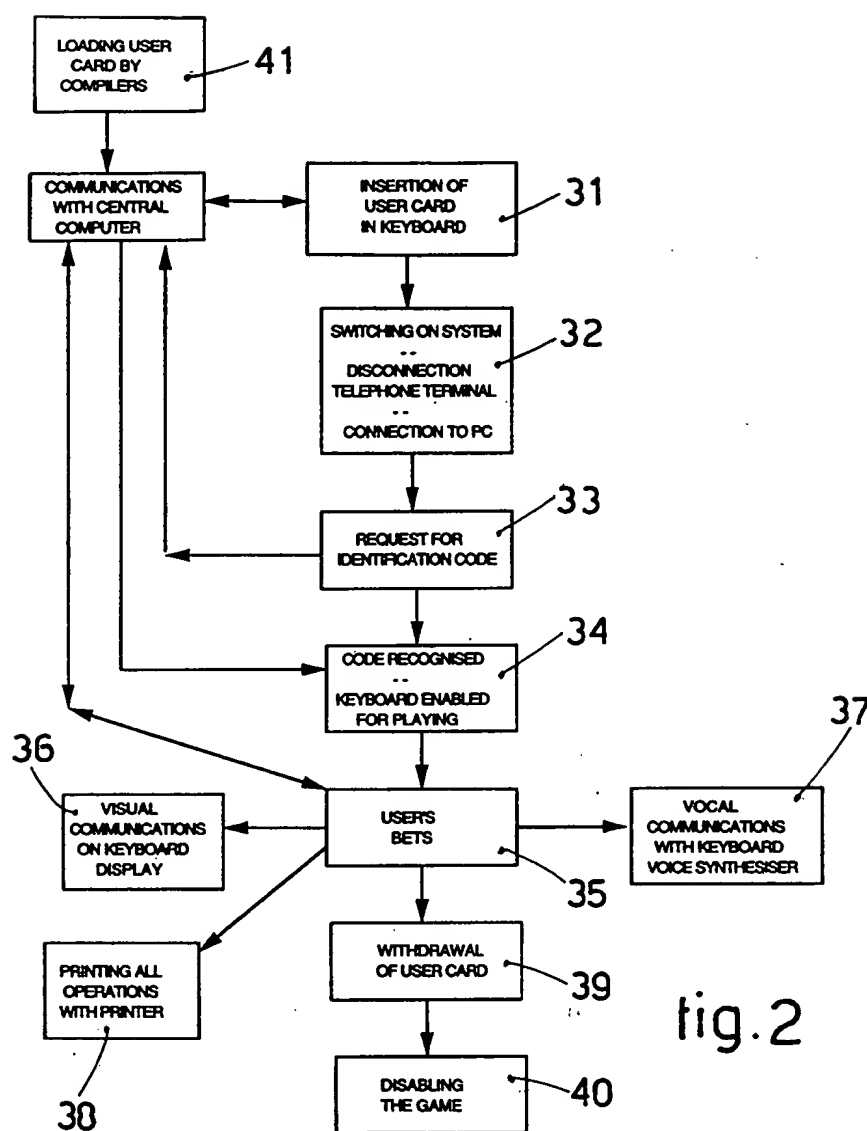 LOADING USER
CARD BY
COMPILERS
41
COMMUNICATIONS
WITH CENTRAL
COMPUTER
INSERTION OF
USER CARD
IN KEYBOARD
31
SWITCHING ON SYSTEM
--
DISCONNECTION
TELEPHONE TERMINAL
--
CONNECTION TO PC
32
REQUEST FOR
IDENTIFICATION CODE
33
CODE RECOGNISED
--
KEYBOARD ENABLED
FOR PLAYING
34
36
VISUAL
COMMUNICATIONS
ON KEYBOARD
DISPLAY
USER'S
BETS
35
37
VOCAL
COMMUNICATIONS
WITH KEYBOARD
VOICE SYNTHESISER
PRINTING ALL
OPERATIONS
WITH PRINTER
38
WITHDRAWAL
OF USER CARD
39
DISABLING
THE GAME
40
fig.2